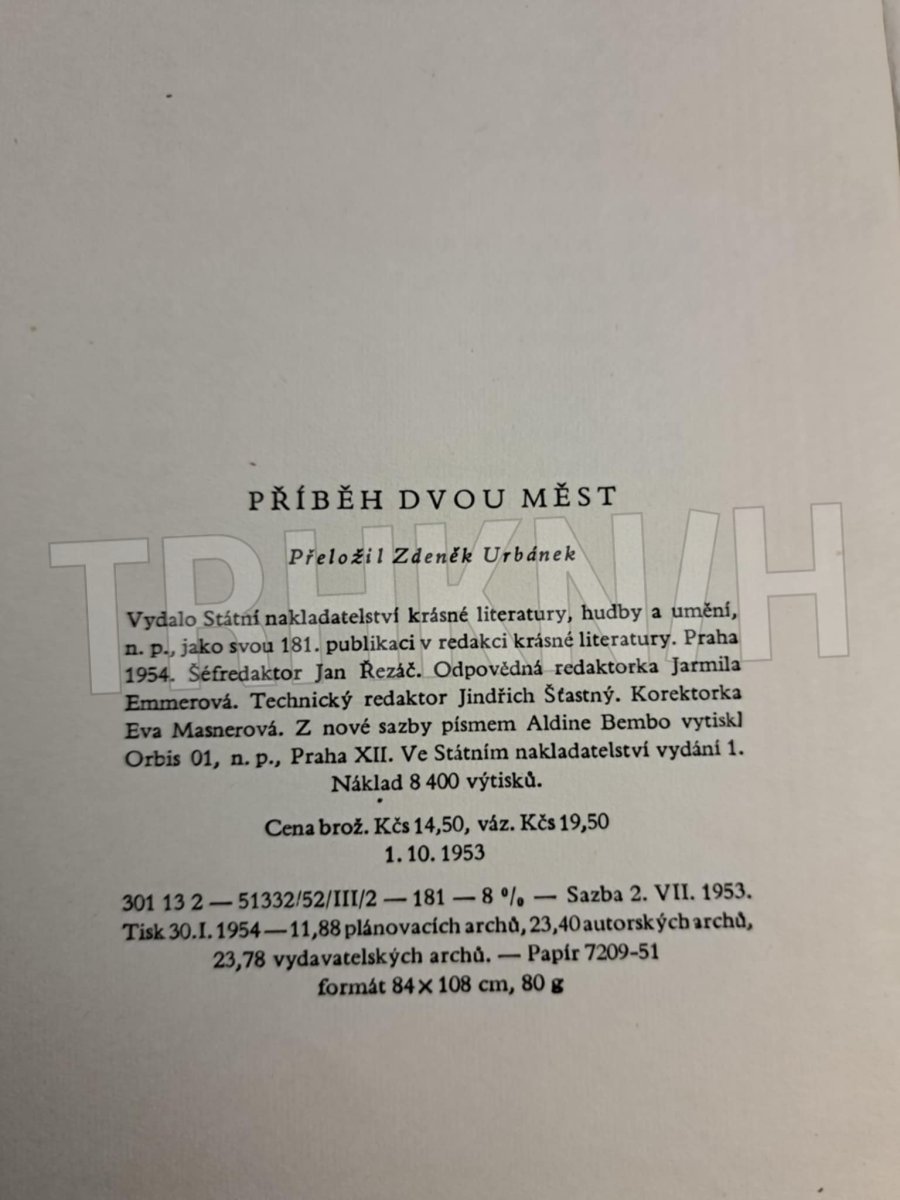 PŘÍBĚH DVOU MĚST
Přeložil Zdeněk Urbánek
Vydalo Státní nakladatelství krásné literatury, hudby a umění,
n. p., jako svou 181. publikaci v redakci krásné literatury. Praha
1954. Šéfredaktor Jan Řezáč. Odpovědná redaktorka Jarmila
Emmerová. Technický redaktor Jindřich Šťastný. Korektorka
Eva Masnerová. Z nové sazby písmem Aldine Bembo vytiskl
Orbis 01, n. p., Praha XII. Ve Státním nakladatelství vydání 1.
Náklad 8 400 výtisků.
Cena brož. Kčs 14,50, váz. Kčs 19,50
1. 10. 1953
301 13 2 — 51332/52/III/2 — 181 — 8 % — Sazba 2. VII. 1953.
Tisk 30. I. 1954 — 11,88 plánovacích archů, 23,40 autorských archů,
23,78 vydavatelských archů. — Papír 7209-51
formát 84 × 108 cm, 80 g
TRHKNIH